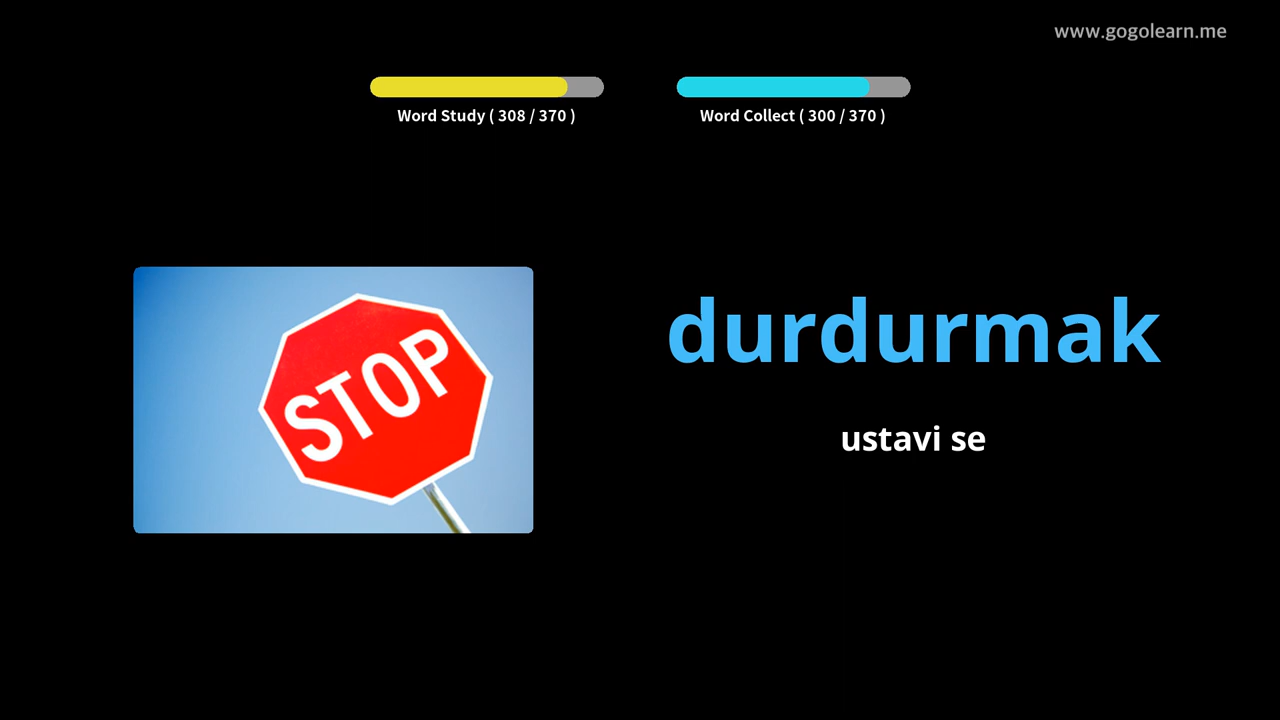 www.gogolearn.me
Word Study ( 308 / 370 )
Word Collect ( 300 / 370 )
STOP
durdurmak
ustavi se